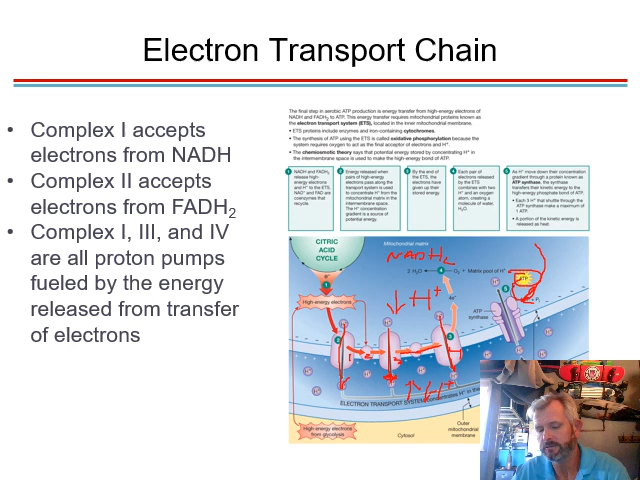 Electron Transport Chain
• Complex I accepts
electrons from NADH
• Complex II accepts
electrons from FADH₂
• Complex I, III, and IV
are all proton pumps
fueled by the energy
released from transfer
of electrons
The final step in aerobic ATP production is energy transfer from high-energy electrons of
NADH and FADH₂ to ATP. This energy transfer requires mitochondrial proteins known as
the electron transport system (ETS), located in the inner mitochondrial membrane.
• ETS proteins include enzymes and iron-containing cytochromes.
• The synthesis of ATP using the ETS is called oxidative phosphorylation because the
system requires oxygen to act as the final acceptor of electrons and H⁺.
• The chemiosmotic theory says that potential energy stored by concentrating H⁺ in
the intermembrane space is used to make the high-energy bond of ATP.
1 NADH and FADH₂
release high-
energy electrons
and H⁺ to the ETS.
NAD⁺ and FAD are
coenzymes that
recycle.
2 Energy released when
pairs of high-energy
electrons pass along the
transport system is used
to concentrate H⁺ from the
mitochondrial matrix in the
intermembrane space.
The H⁺ concentration
gradient is a source of
potential energy.
3 By the end of
the ETS, the
electrons have
given up their
stored energy.
4 Each pair of
electrons released
by the ETS
combines with two
H⁺ and an oxygen
atom, creating a
molecule of water,
H₂O.
5 As H⁺ move down their concentration
gradient through a protein known as
ATP synthase, the synthase
transfers their kinetic energy to the
high-energy phosphate bond of ATP.
• Each 3 H⁺ that shuttle through the
ATP synthase make a maximum of
1 ATP.
• A portion of the kinetic energy is
released as heat.
CITRIC
ACID
CYCLE
Mitochondrial matrix
NADH₂
2 H₂O
4
O₂ + Matrix pool of H⁺
ATP
e⁻
1
5
High-energy electrons
↓H⁺
4e⁻
ATP
synthase
H⁺
2
3
ELECTRON TRANSPORT SYSTEM
H⁺ in the
High-energy electrons
from glycolysis
Cytosol
Outer
mitochondrial
membrane